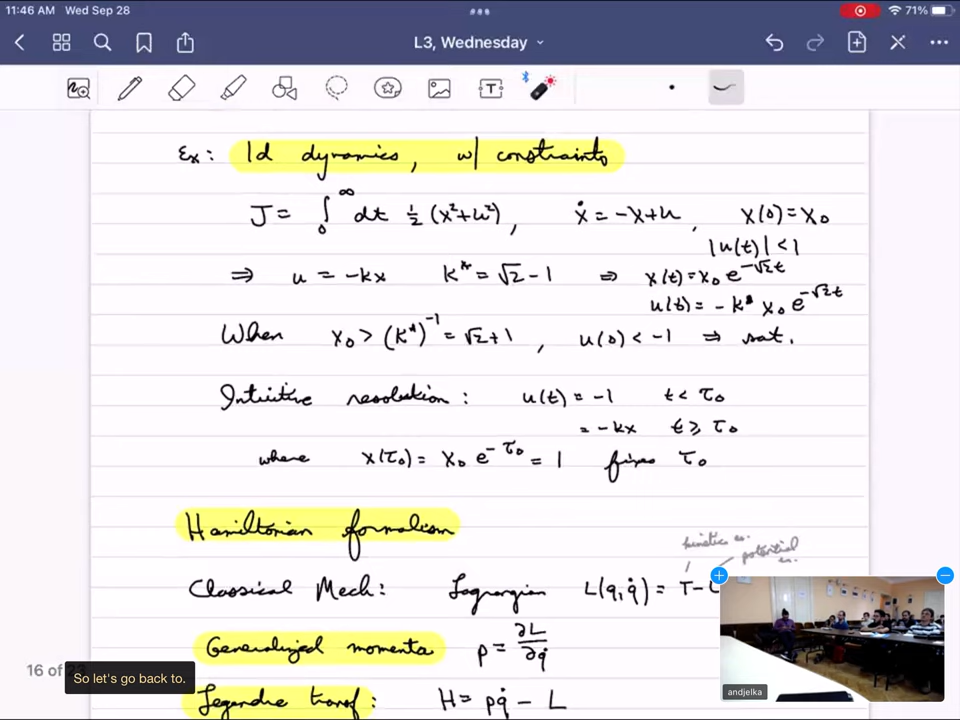 11:46 AM Wed Sep 28
71%
L3, Wednesday
Ex: 1d dynamics, w/ constraints
J = ∫₀^∞ dt ½ (x²+u²), ẋ = -x+u, x(0) = x₀
|u(t)| < 1
⇒ u = -kx k* = √2 - 1 ⇒ x(t) = x₀ e^{-√2t}
u(t) = -k* x₀ e^{-√2t}
When x₀ > (k*)⁻¹ = √2+1, u(0) < -1 ⇒ sat.
Intuitive resolution: u(t) = -1 t < τ₀
= -kx t ≥ τ₀
where x(τ₀) = x₀ e^{-τ₀} = 1 fixes τ₀
Hamiltonian formalism
kinetic en.
potential en.
Classical Mech: Lagrangian L(q,q̇) = T-
Generalized momenta p = ∂L/∂q̇
16 of 23
So let's go back to.
andjelka
Legendre transf: H = pq̇ - L